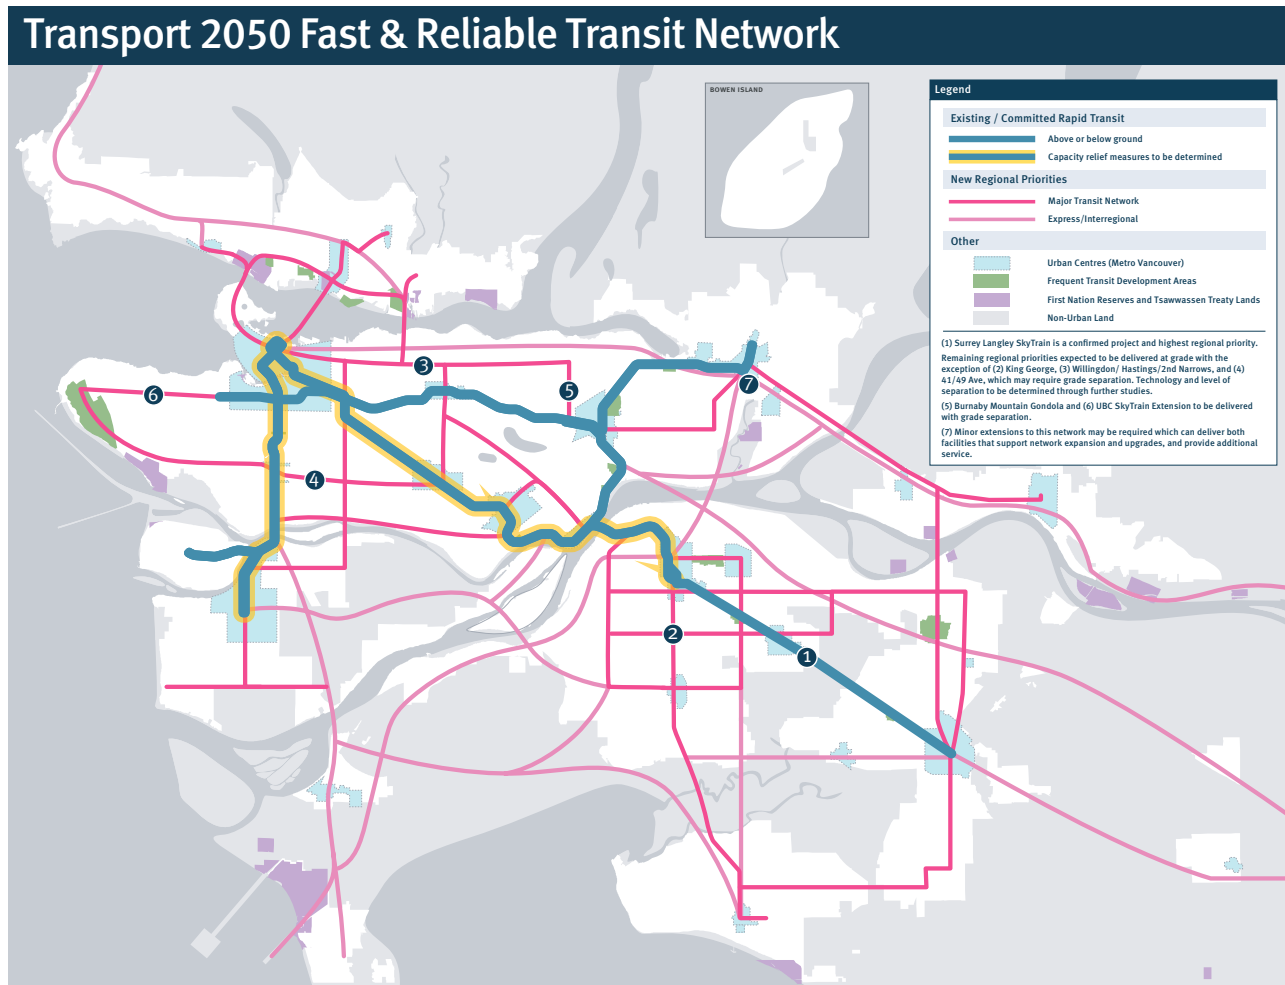 Transport 2050 Fast & Reliable Transit Network
BOWEN ISLAND
Legend
Existing / Committed Rapid Transit
Above or below ground
Capacity relief measures to be determined
New Regional Priorities
Major Transit Network
Express/Interregional
Other
Urban Centres (Metro Vancouver)
Frequent Transit Development Areas
First Nation Reserves and Tsawwassen Treaty Lands
Non-Urban Land
(1) Surrey Langley SkyTrain is a confirmed project and highest regional priority.
Remaining regional priorities expected to be delivered at grade with the
exception of (2) King George, (3) Willingdon/ Hastings/2nd Narrows, and (4)
41/49 Ave, which may require grade separation. Technology and level of
separation to be determined through further studies.
(5) Burnaby Mountain Gondola and (6) UBC SkyTrain Extension to be delivered
with grade separation.
(7) Minor extensions to this network may be required which can deliver both
facilities that support network expansion and upgrades, and provide additional
service.
3
5
7
6
4
2
1